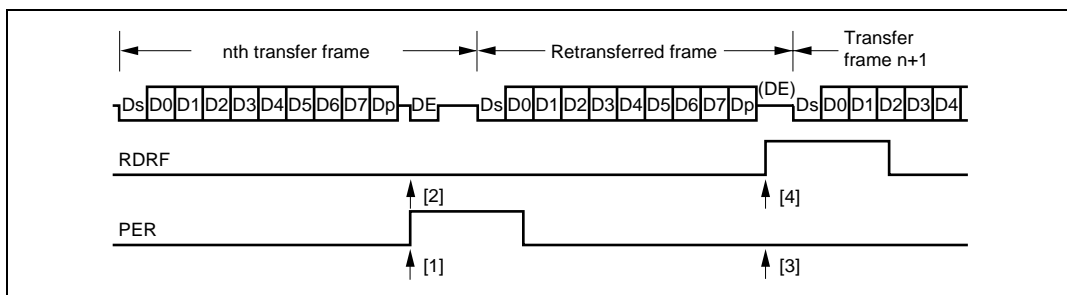 nth transfer frame
Retransferred frame
Transfer
frame n+1
Ds D0 D1 D2 D3 D4 D5 D6 D7 Dp DE
Ds D0 D1 D2 D3 D4 D5 D6 D7 Dp (DE)
Ds D0 D1 D2 D3 D4
RDRF
[2]
[4]
PER
[1]
[3]